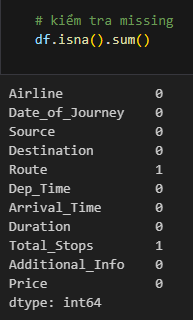 # kiểm tra missing
df.isna().sum()
Airline 0
Date_of_Journey 0
Source 0
Destination 0
Route 1
Dep_Time 0
Arrival_Time 0
Duration 0
Total_Stops 1
Additional_Info 0
Price 0
dtype: int64